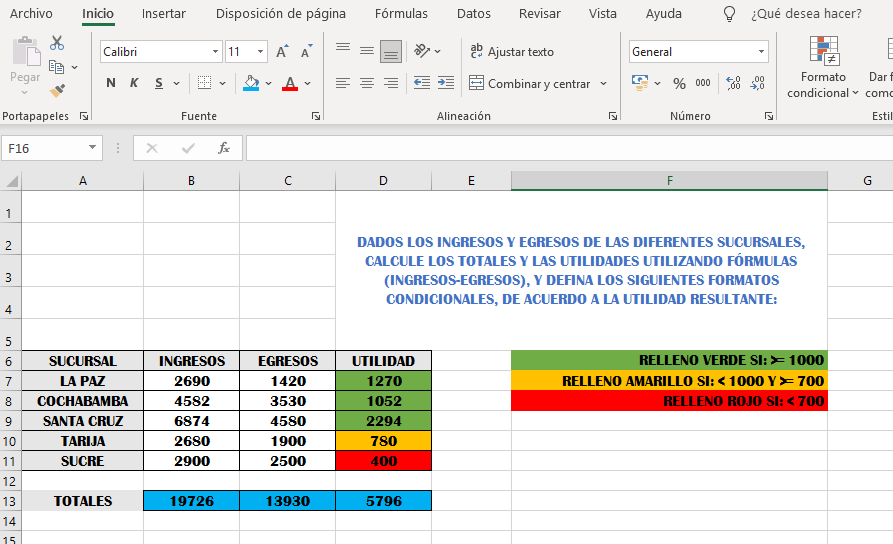 Archivo Inicio Insertar Disposición de página Fórmulas Datos Revisar Vista Ayuda ¿Qué desea hacer?
Pegar
Calibri 11 A A
N K S A
ab Ajustar texto
Combinar y centrar
General
% 000 ,00
Formato condicional
Dar f
como
Portapapeles Fuente Alineación Número Estil
F16 fx
A B C D E F G
1
2 DADOS LOS INGRESOS Y EGRESOS DE LAS DIFERENTES SUCURSALES,
3 CALCULE LOS TOTALES Y LAS UTILIDADES UTILIZANDO FÓRMULAS
(INGRESOS-EGRESOS), Y DEFINA LOS SIGUIENTES FORMATOS
4 CONDICIONALES, DE ACUERDO A LA UTILIDAD RESULTANTE:
5
6 SUCURSAL INGRESOS EGRESOS UTILIDAD RELLENO VERDE SI: >= 1000
7 LA PAZ 2690 1420 1270 RELLENO AMARILLO SI: < 1000 Y >= 700
8 COCHABAMBA 4582 3530 1052 RELLENO ROJO SI: < 700
9 SANTA CRUZ 6874 4580 2294
10 TARIJA 2680 1900 780
11 SUCRE 2900 2500 400
12
13 TOTALES 19726 13930 5796
14
15